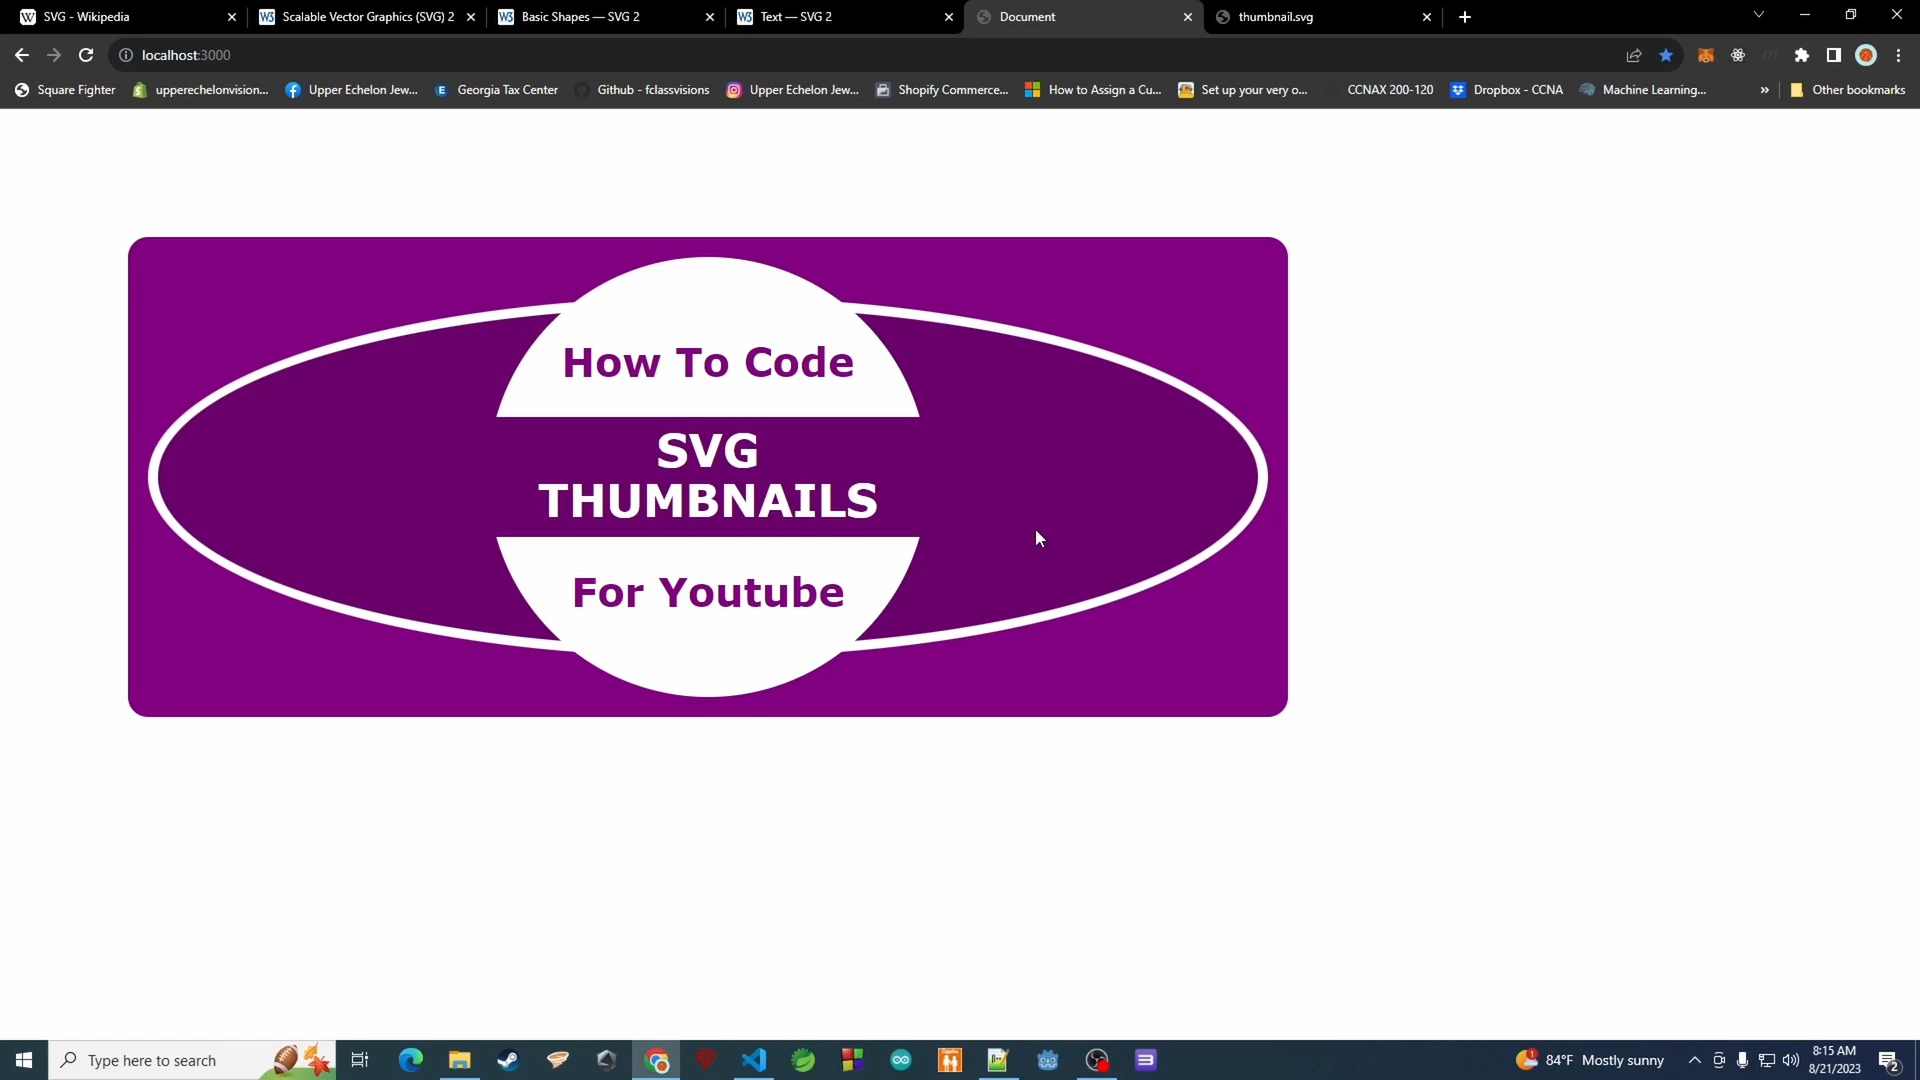 SVG - Wikipedia
Scalable Vector Graphics (SVG) 2
Basic Shapes — SVG 2
Text — SVG 2
Document
thumbnail.svg
localhost:3000
Square Fighter
upperechelonvision...
Upper Echelon Jew...
Georgia Tax Center
Github - fclassvisions
Upper Echelon Jew...
Shopify Commerce...
How to Assign a Cu...
Set up your very o...
CCNAX 200-120
Dropbox - CCNA
Machine Learning...
»
Other bookmarks
How To Code
SVG
THUMBNAILS
For Youtube
Type here to search
84°F Mostly sunny
8:15 AM
8/21/2023
2